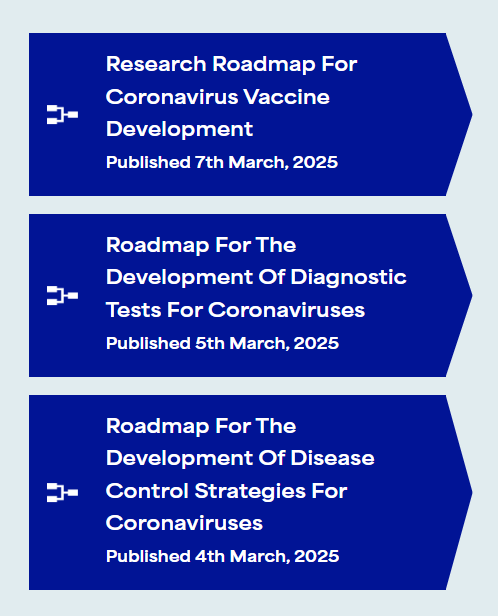 Research Roadmap For
Coronavirus Vaccine
Development
Published 7th March, 2025
Roadmap For The
Development Of Diagnostic
Tests For Coronaviruses
Published 5th March, 2025
Roadmap For The
Development Of Disease
Control Strategies For
Coronaviruses
Published 4th March, 2025